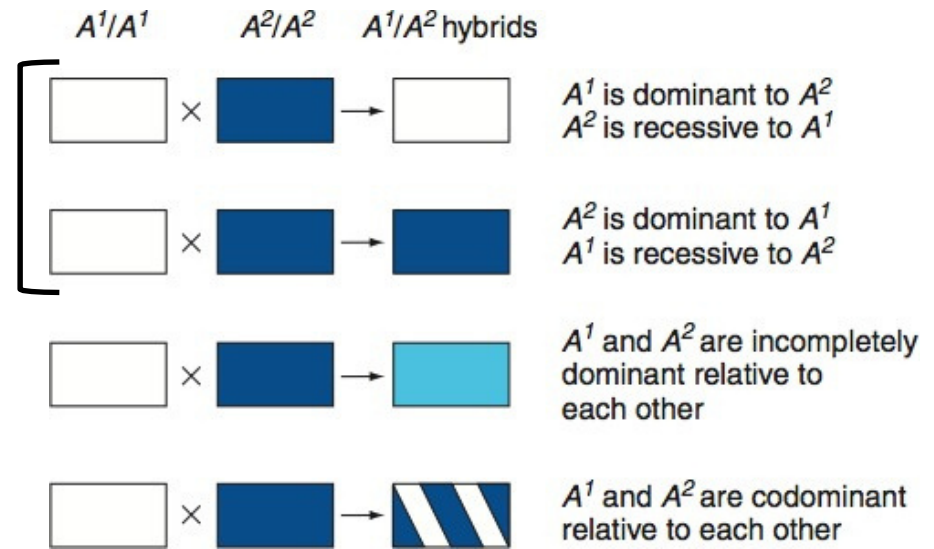 A¹/A¹ A²/A² A¹/A² hybrids
× → A¹ is dominant to A²
A² is recessive to A¹
× → A² is dominant to A¹
A¹ is recessive to A²
× → A¹ and A² are incompletely
dominant relative to
each other
× → A¹ and A² are codominant
relative to each other